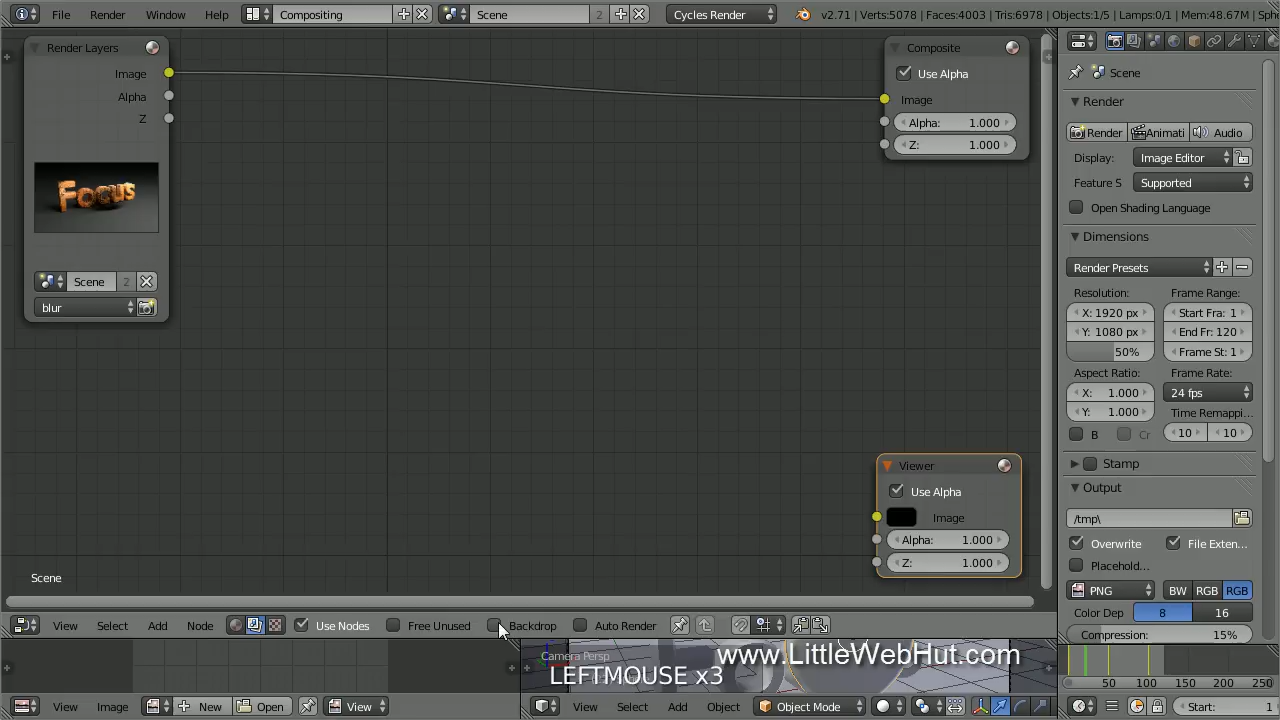 File Render Window Help Compositing Scene 2 Cycles Render v2.71 | Verts:5078 | Faces:4003 | Tris:6978 | Objects:1/5 | Lamps:0/1 | Mem:48.67M | Sph
Render Layers
Image
Alpha
Z
Focus
Scene 2
blur
Composite
Use Alpha
Image
Alpha: 1.000
Z: 1.000
Viewer
Use Alpha
Image
Alpha: 1.000
Z: 1.000
Scene
View Select Add Node Use Nodes Free Unused Backdrop Auto Render
Camera Persp
www.LittleWebHut.com
LEFTMOUSE x3
View Image New Open View
View Select Add Object Object Mode
Scene
Render
Render Animati Audio
Display: Image Editor
Feature S Supported
Open Shading Language
Dimensions
Render Presets
Resolution: Frame Range:
X: 1920 px Start Fra: 1
Y: 1080 px End Fr: 120
50% Frame St: 1
Aspect Ratio: Frame Rate:
X: 1.000 24 fps
Y: 1.000 Time Remappi...
B Cr 10 10
Stamp
Output
/tmp\
Overwrite File Exten...
Placehold...
PNG BW RGB RGB
Color Dep 8 16
Compression: 15%
50 100 150 200 250
Start: 1